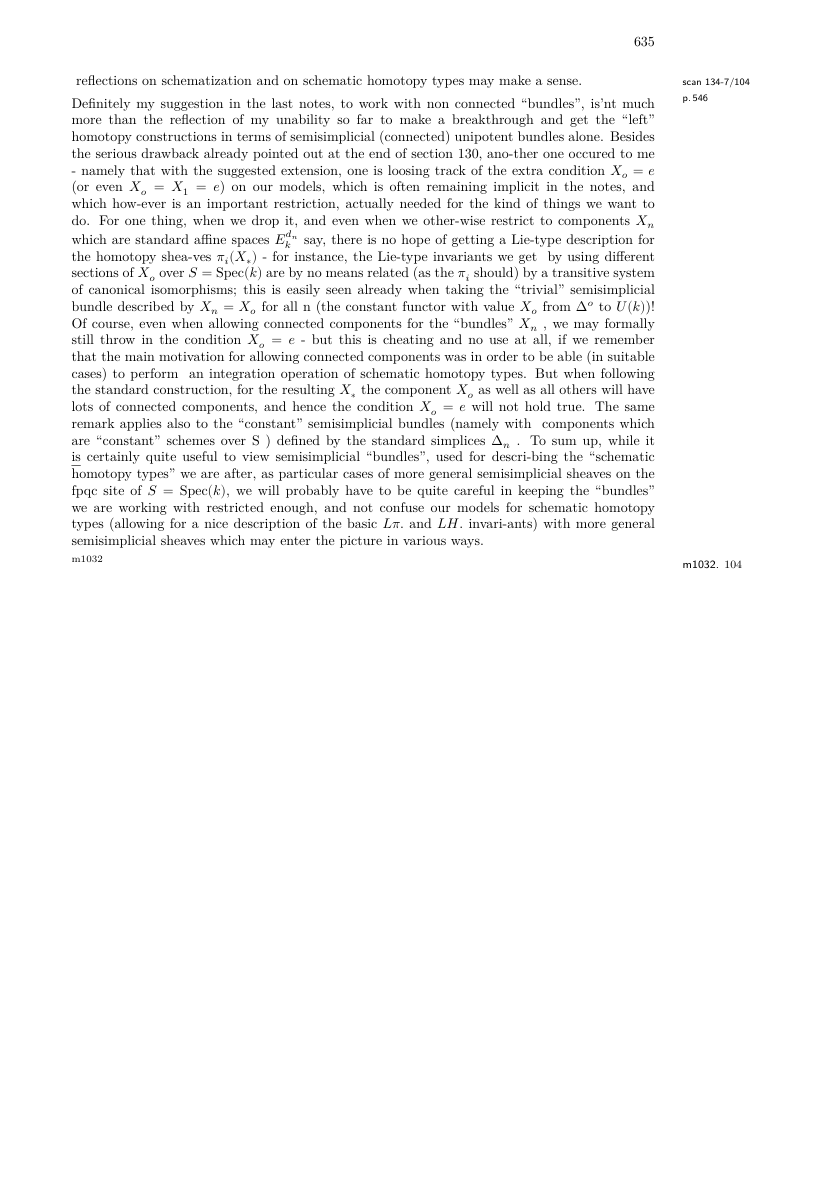 635
reflections on schematization and on schematic homotopy types may make a sense.
scan 134-7/104
p. 546
Definitely my suggestion in the last notes, to work with non connected “bundles”, is'nt much
more than the reflection of my unability so far to make a breakthrough and get the “left”
homotopy constructions in terms of semisimplicial (connected) unipotent bundles alone. Besides
the serious drawback already pointed out at the end of section 130, ano-ther one occured to me
- namely that with the suggested extension, one is loosing track of the extra condition $X_o = e$
(or even $X_o = X_1 = e$) on our models, which is often remaining implicit in the notes, and
which how-ever is an important restriction, actually needed for the kind of things we want to
do. For one thing, when we drop it, and even when we other-wise restrict to components $X_n$
which are standard affine spaces $E_k^{d_n}$ say, there is no hope of getting a Lie-type description for
the homotopy shea-ves $\pi_i(X_*)$ - for instance, the Lie-type invariants we get by using different
sections of $X_o$ over $S = \mathrm{Spec}(k)$ are by no means related (as the $\pi_i$ should) by a transitive system
of canonical isomorphisms; this is easily seen already when taking the “trivial” semisimplicial
bundle described by $X_n = X_o$ for all n (the constant functor with value $X_o$ from $\Delta^o$ to $U(k)$)!
Of course, even when allowing connected components for the “bundles” $X_n$ , we may formally
still throw in the condition $X_o = e$ - but this is cheating and no use at all, if we remember
that the main motivation for allowing connected components was in order to be able (in suitable
cases) to perform an integration operation of schematic homotopy types. But when following
the standard construction, for the resulting $X_*$ the component $X_o$ as well as all others will have
lots of connected components, and hence the condition $X_o = e$ will not hold true. The same
remark applies also to the “constant” semisimplicial bundles (namely with components which
are “constant” schemes over S ) defined by the standard simplices $\Delta_n$ . To sum up, while it
is certainly quite useful to view semisimplicial “bundles”, used for descri-bing the “schematic
homotopy types” we are after, as particular cases of more general semisimplicial sheaves on the
fpqc site of $S = \mathrm{Spec}(k)$, we will probably have to be quite careful in keeping the “bundles”
we are working with restricted enough, and not confuse our models for schematic homotopy
types (allowing for a nice description of the basic $L\pi.$ and $LH.$ invari-ants) with more general
semisimplicial sheaves which may enter the picture in various ways.
m1032
m1032. 104